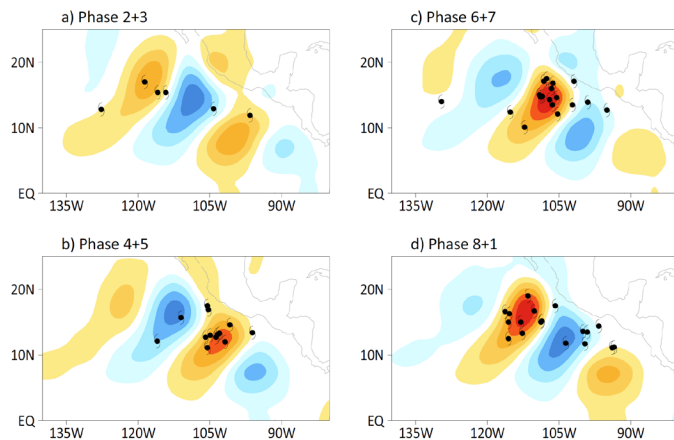 a) Phase 2+3
20N
10N
EQ
135W 120W 105W 90W
c) Phase 6+7
20N
10N
EQ
135W 120W 105W 90W
b) Phase 4+5
20N
10N
EQ
135W 120W 105W 90W
d) Phase 8+1
20N
10N
EQ
135W 120W 105W 90W